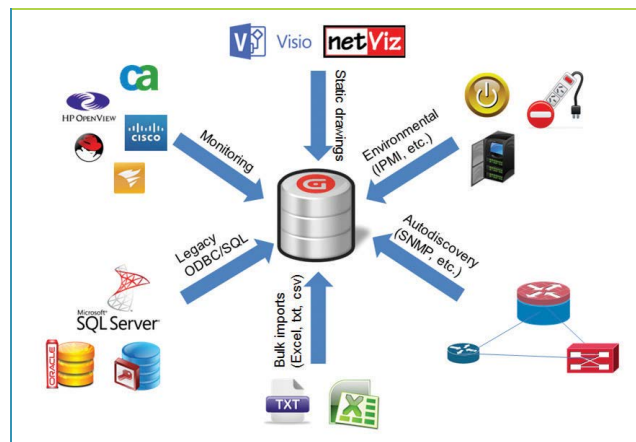 Visio
netViz
ca
HP OPENVIEW
CISCO
Monitoring
Static drawings
Environmental
(IPMI, etc.)
Legacy
ODBC/SQL
Autodiscovery
(SNMP, etc.)
Microsoft
SQL Server
ORACLE
Bulk imports
(Excel, txt, csv)
TXT